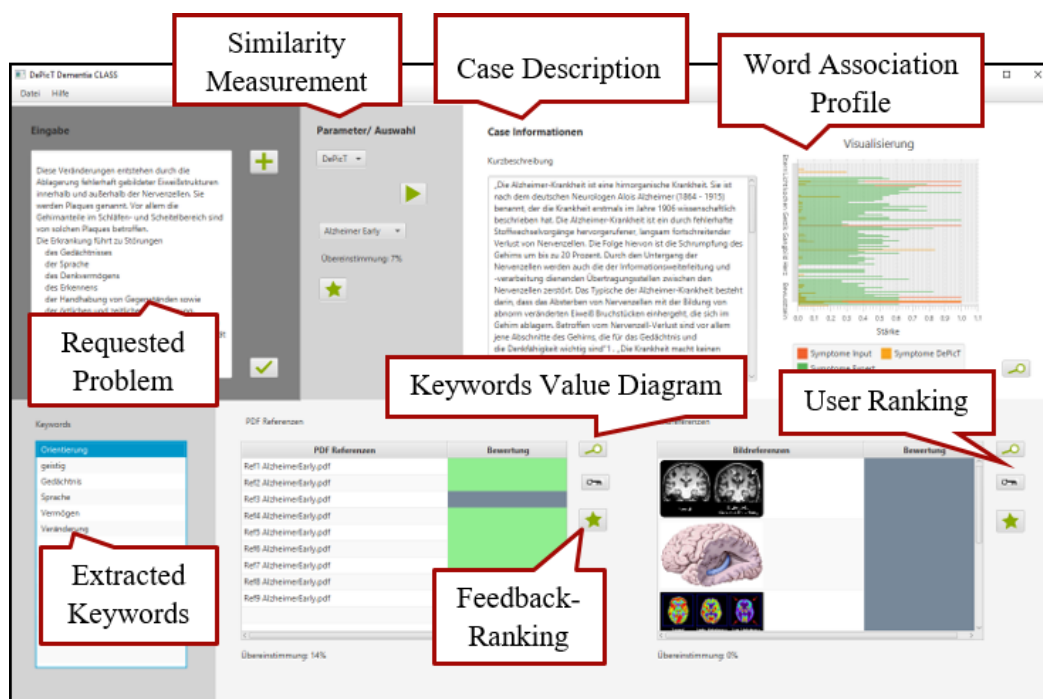 Similarity
Measurement
Case Description
Word Association
Profile
DePicT Dementia CLASS
Datei Hilfe
Eingabe
Diese Veränderungen entstehen durch die
Ablagerung fehlerhaft gebildeter Eiweißstrukturen
innerhalb und außerhalb der Nervenzellen. Sie
werden Plaques genannt. Vor allem die
Gehirnanteile im Schläfen- und Scheitelbereich sind
von solchen Plaques betroffen.
Die Erkrankung führt zu Störungen
des Gedächtnisses
der Sprache
des Denkvermögens
des Erkennens
der Handhabung von Gegenständen sowie
der örtlichen und zeitlichen
Requested
Problem
Parameter/ Auswahl
DePicT
Alzheimer Early
Übereinstimmung: 7%
Case Informationen
Kurzbeschreibung
„Die Alzheimer-Krankheit ist eine hirnorganische Krankheit. Sie ist
nach dem deutschen Neurologen Alois Alzheimer (1864 - 1915)
benannt, der die Krankheit erstmals im Jahre 1906 wissenschaftlich
beschrieben hat. Die Alzheimer-Krankheit ist ein durch fehlerhafte
Stoffwechselvorgänge hervorgerufener, langsam fortschreitender
Verlust von Nervenzellen. Die Folge hiervon ist die Schrumpfung des
Gehirns um bis zu 20 Prozent. Durch den Untergang der
Nervenzellen werden auch die der Informationsweiterleitung und
-verarbeitung dienenden Übertragungsstellen zwischen den
Nervenzellen zerstört. Das Typische der Alzheimer-Krankheit besteht
darin, dass das Absterben von Nervenzellen mit der Bildung von
abnorm veränderten Eiweiß Bruchstücken einhergeht, die sich im
Gehirn ablagern. Betroffen vom Nervenzell-Verlust sind vor allem
jene Abschnitte des Gehirns, die für das Gedächtnis und
die Denkfähigkeit wichtig sind"1.. „Die Krankheit macht keinen
Visualisierung
0.0 0.1 0.2 0.3 0.4 0.5 0.6 0.7 0.8 0.9 1.0 1.1
Stärke
Symptome Input Symptome DePicT
Symptome Expert
Keywords Value Diagram
User Ranking
Keywords
Orientierung
geistig
Gedächtnis
Sprache
Vermögen
Veränderung
Extracted
Keywords
PDF Referenzen
PDF Referenzen Bewertung
Ref1 AlzheimerEarly.pdf
Ref2 AlzheimerEarly.pdf
Ref3 AlzheimerEarly.pdf
Ref4 AlzheimerEarly.pdf
Ref5 AlzheimerEarly.pdf
Ref6 AlzheimerEarly.pdf
Ref7 AlzheimerEarly.pdf
Ref8 AlzheimerEarly.pdf
Ref9 AlzheimerEarly.pdf
Übereinstimmung: 14%
Feedback-
Ranking
Bildreferenzen Bewertung
Übereinstimmung: 0%